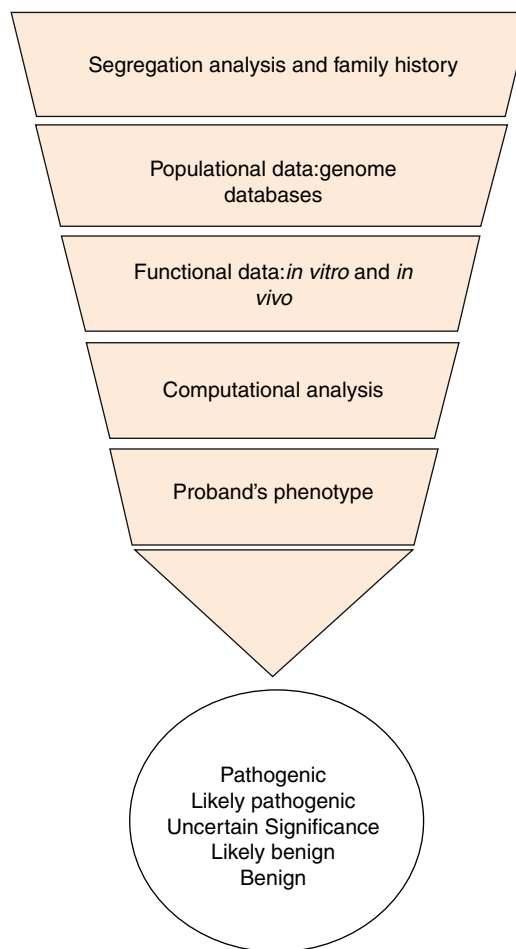 Segregation analysis and family history
Populational data:genome
databases
Functional data:in vitro and in
vivo
Computational analysis
Proband's phenotype
Pathogenic
Likely pathogenic
Uncertain Significance
Likely benign
Benign